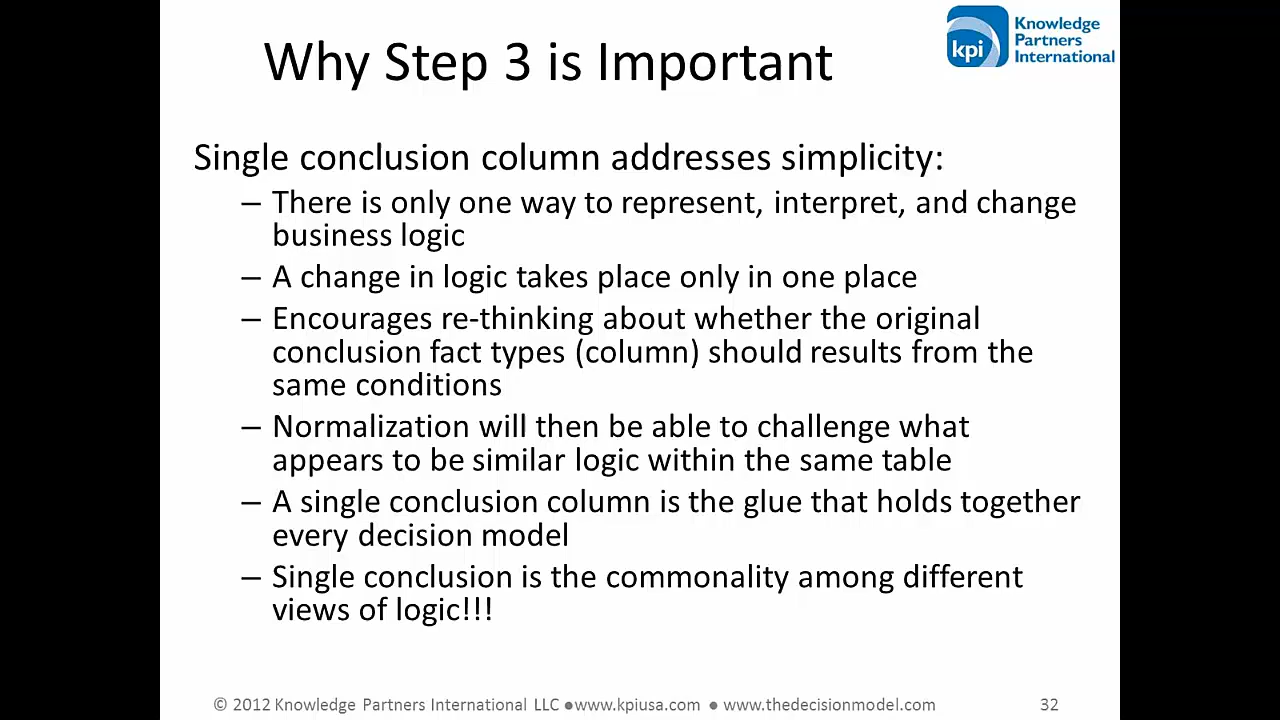 Why Step 3 is Important
kpi
Knowledge
Partners
International
Single conclusion column addresses simplicity:
– There is only one way to represent, interpret, and change
business logic
– A change in logic takes place only in one place
– Encourages re-thinking about whether the original
conclusion fact types (column) should results from the
same conditions
– Normalization will then be able to challenge what
appears to be similar logic within the same table
– A single conclusion column is the glue that holds together
every decision model
– Single conclusion is the commonality among different
views of logic!!!
© 2012 Knowledge Partners International LLC ●www.kpiusa.com ● www.thedecisionmodel.com 32